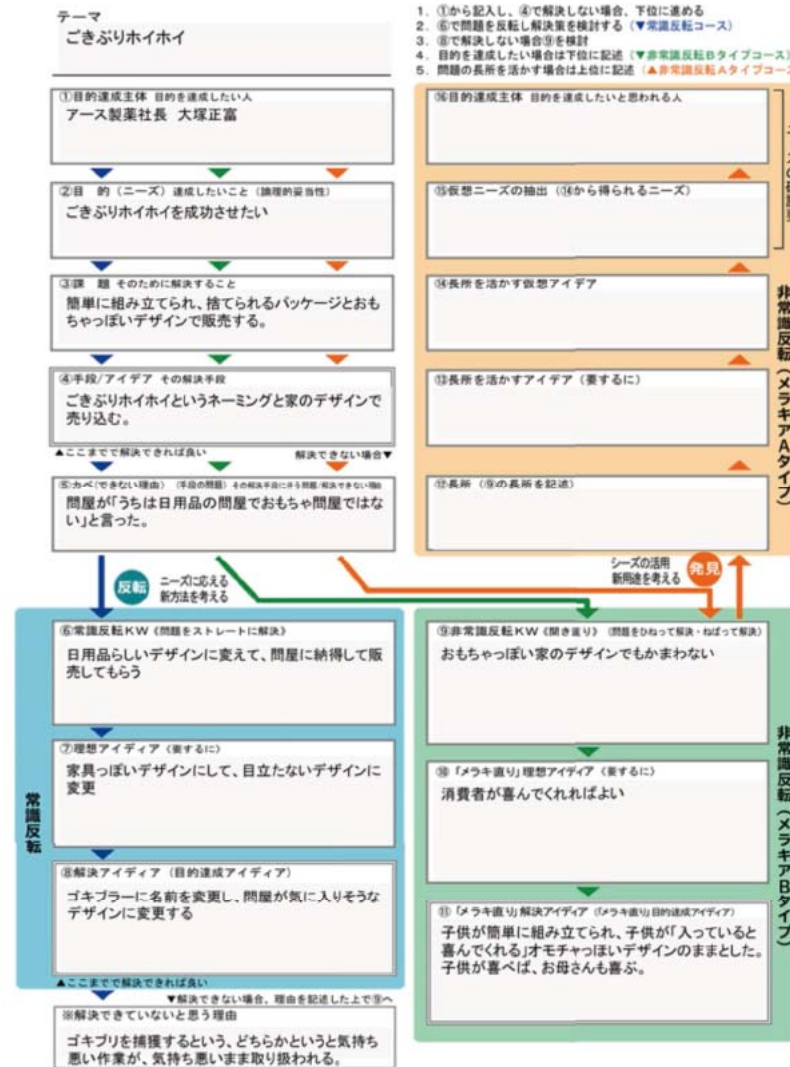 テーマ
ごきぶりホイホイ
1. ①から記入し、④で解決しない場合、下位に進める
2. ⑥で問題を反転し解決策を検討する（▼常識反転コース）
3. ⑧で解決しない場合⑨を検討
4. 目的を達成したい場合は下位に記述（▼非常識反転Bタイプコース）
5. 問題の長所を活かす場合は上位に記述（▲非常識反転Aタイプコー
①目的達成主体 目的を達成したい人
アース製薬社長 大塚正富
②目 的（ニーズ）達成したいこと（論理的妥当性）
ごきぶりホイホイを成功させたい
③課 題 そのために解決すること
簡単に組み立てられ、捨てられるパッケージとおも
ちゃっぽいデザインで販売する。
④手段/アイデア その解決手段
ごきぶりホイホイというネーミングと家のデザインで
売り込む。
▲ここまでで解決できれば良い 解決できない場合▼
⑤カベ(できない理由)（手段の問題）その解決手段に伴う問題/解決できない理由
問屋が「うちは日用品の問屋でおもちゃ問屋ではな
い」と言った。
⑯目的達成主体 目的を達成したいと思われる人
⑮仮想ニーズの抽出（⑭から得られるニーズ）
⑭長所を活かす仮想アイデア
⑬長所を活かすアイデア（要するに）
⑫長所（⑨の長所を記述）
非常識反転（メラキアAタイプ）
反転
ニーズに応える
新方法を考える
シーズの活用
新用途を考える
発見
常識反転
⑥常識反転KW《問題をストレートに解決》
日用品らしいデザインに変えて、問屋に納得して販
売してもらう
⑦理想アイディア（要するに）
家具っぽいデザインにして、目立たないデザインに
変更
⑧解決アイディア（目的達成アイディア）
ゴキブラーに名前を変更し、問屋が気に入りそうな
デザインに変更する
▲ここまでで解決できれば良い
▼解決できない場合、理由を記述した上で⑨へ
※解決できていないと思う理由
ゴキブリを捕獲するという、どちらかというと気持ち
悪い作業が、気持ち悪いまま取り扱われる。
⑨非常識反転KW《開き直り》（問題をひねって解決・ねばって解決）
おもちゃっぽい家のデザインでもかまわない
⑩「メラキ直り」理想アイディア（要するに）
消費者が喜んでくれればよい
⑪「メラキ直り」解決アイディア（「メラキ直り」目的達成アイディア）
子供が簡単に組み立てられ、子供が「入っていると
喜んでくれる」オモチャっぽいデザインのままとした。
子供が喜べば、お母さんも喜ぶ。
非常識反転（メラキアBタイプ）